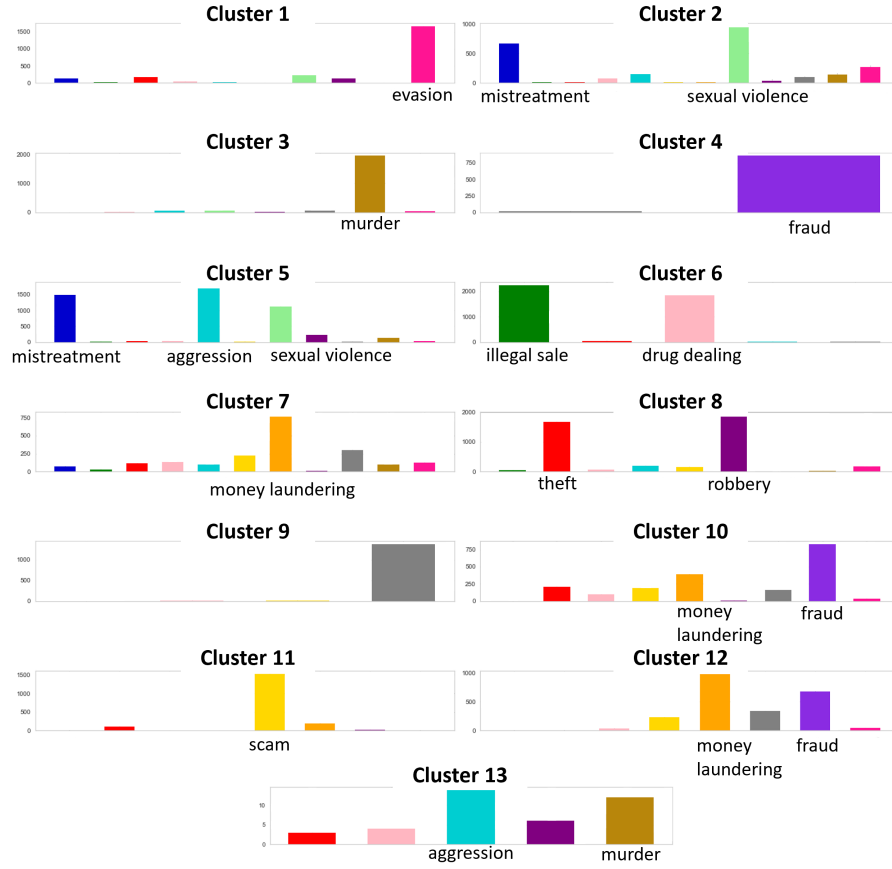 Cluster 1
1500
1000
500
0
evasion
Cluster 2
1000
500
0
mistreatment
sexual violence
Cluster 3
2000
1000
0
murder
Cluster 4
750
500
250
0
fraud
Cluster 5
1500
1000
500
0
mistreatment
aggression
sexual violence
Cluster 6
2000
1000
0
illegal sale
drug dealing
Cluster 7
750
500
250
0
money laundering
Cluster 8
2000
1000
0
theft
robbery
Cluster 9
1000
500
0
Cluster 10
750
500
250
0
money
laundering
fraud
Cluster 11
1500
1000
500
0
scam
Cluster 12
1000
500
0
money
laundering
fraud
Cluster 13
10
5
0
aggression
murder